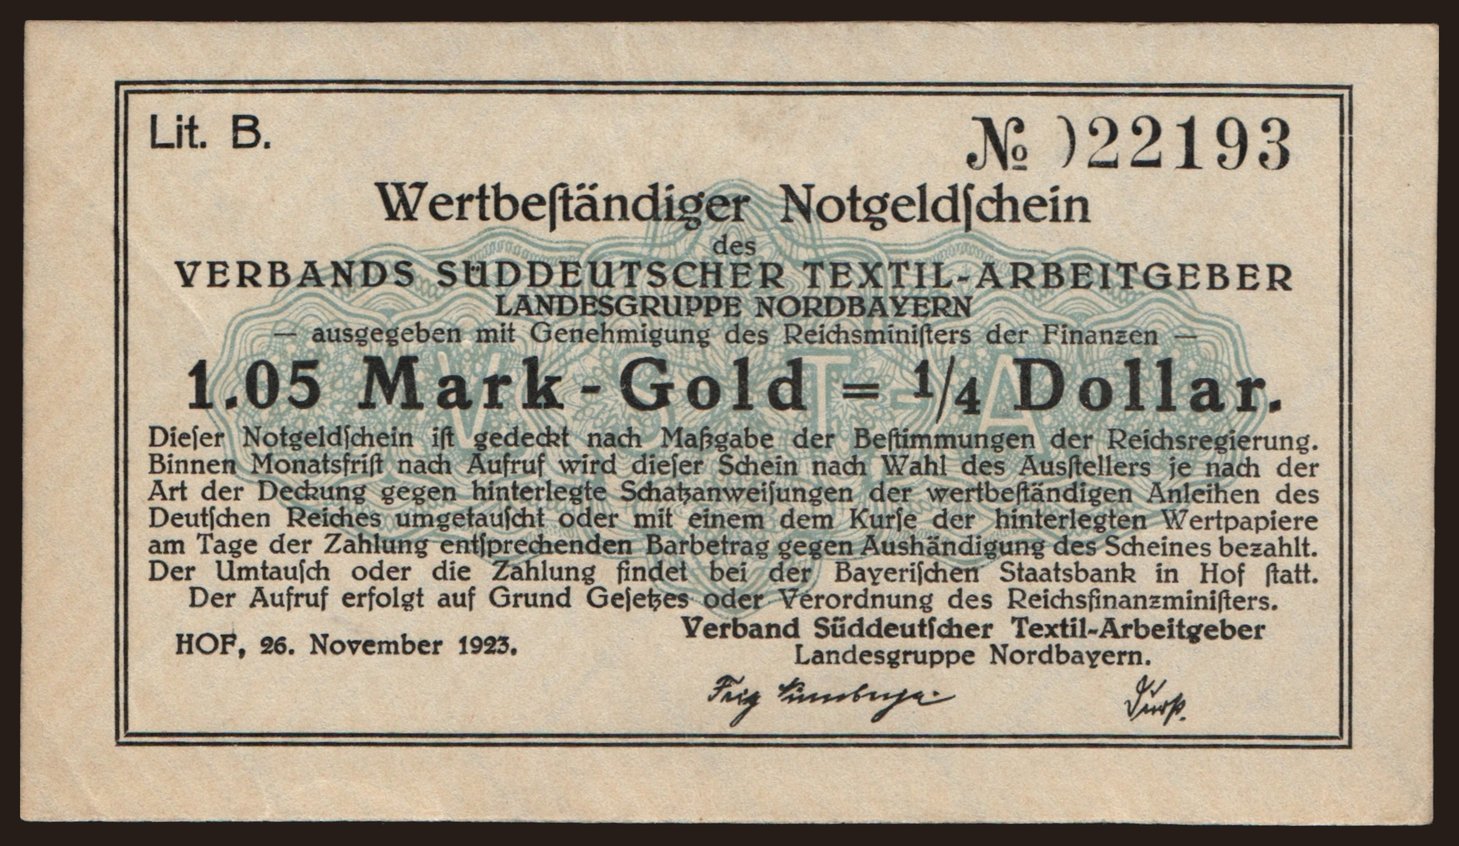 Lit. B.
№ 022193
Wertbeſtändiger Notgeldſchein
des
VERBANDS SÜDDEUTSCHER TEXTIL-ARBEITGEBER
LANDESGRUPPE NORDBAYERN
— ausgegeben mit Genehmigung des Reichsminiſters der Finanzen —
1.05 Mark-Gold = 1/4 Dollar.
Dieſer Notgeldſchein iſt gedeckt nach Maßgabe der Beſtimmungen der Reichsregierung.
Binnen Monatsfriſt nach Aufruf wird dieſer Schein nach Wahl des Ausſtellers je nach der
Art der Deckung gegen hinterlegte Schatzanweiſungen der wertbeſtändigen Anleihen des
Deutſchen Reiches umgetauſcht oder mit einem dem Kurſe der hinterlegten Wertpapiere
am Tage der Zahlung entſprechenden Barbetrag gegen Aushändigung des Scheines bezahlt.
Der Umtauſch oder die Zahlung findet bei der Bayeriſchen Staatsbank in Hof ſtatt.
Der Aufruf erfolgt auf Grund Geſetzes oder Verordnung des Reichsfinanzminiſters.
HOF, 26. November 1923.
Verband Süddeutſcher Textil-Arbeitgeber
Landesgruppe Nordbayern.